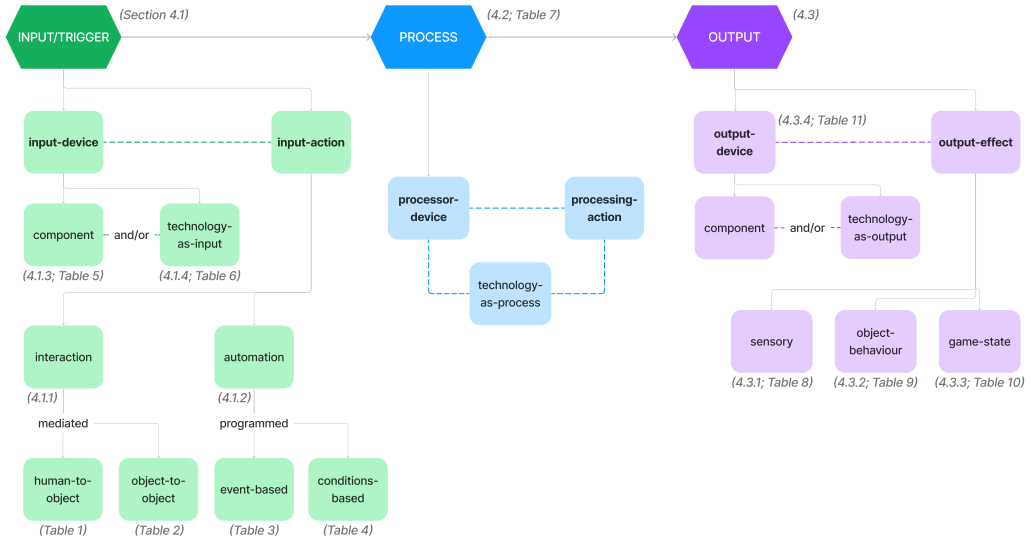 (Section 4.1)
(4.2; Table 7)
(4.3)
INPUT/TRIGGER
PROCESS
OUTPUT
input-device
input-action
output-
device
(4.3.4; Table 11)
output-effect
processor-
device
processing-
action
component
and/or
technology-
as-input
(4.1.3; Table 5)
(4.1.4; Table 6)
component
and/or
technology-
as-output
technology-
as-process
interaction
automation
sensory
object-
behaviour
game-state
(4.3.1; Table 8)
(4.3.2; Table 9)
(4.3.3; Table 10)
(4.1.1)
(4.1.2)
mediated
programmed
human-to-
object
object-to-
object
event-based
conditions-
based
(Table 1)
(Table 2)
(Table 3)
(Table 4)